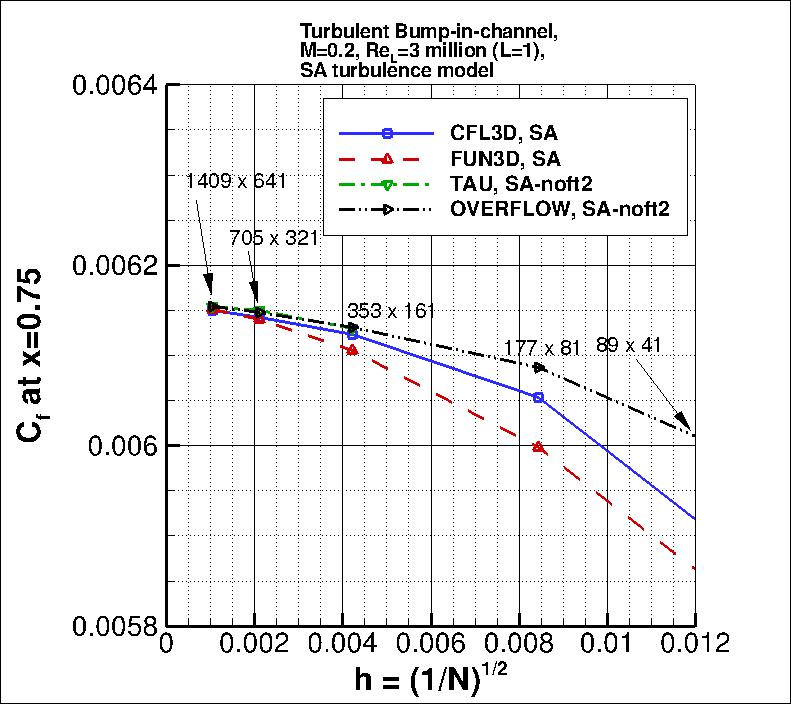 Turbulent Bump-in-channel,
M=0.2, Re_L=3 million (L=1),
SA turbulence model
0.0064
0.0062
0.006
0.0058
C_f at x=0.75
CFL3D, SA
FUN3D, SA
TAU, SA-noft2
OVERFLOW, SA-noft2
1409 x 641
705 x 321
353 x 161
177 x 81
89 x 41
0 0.002 0.004 0.006 0.008 0.01 0.012
h = (1/N)^1/2